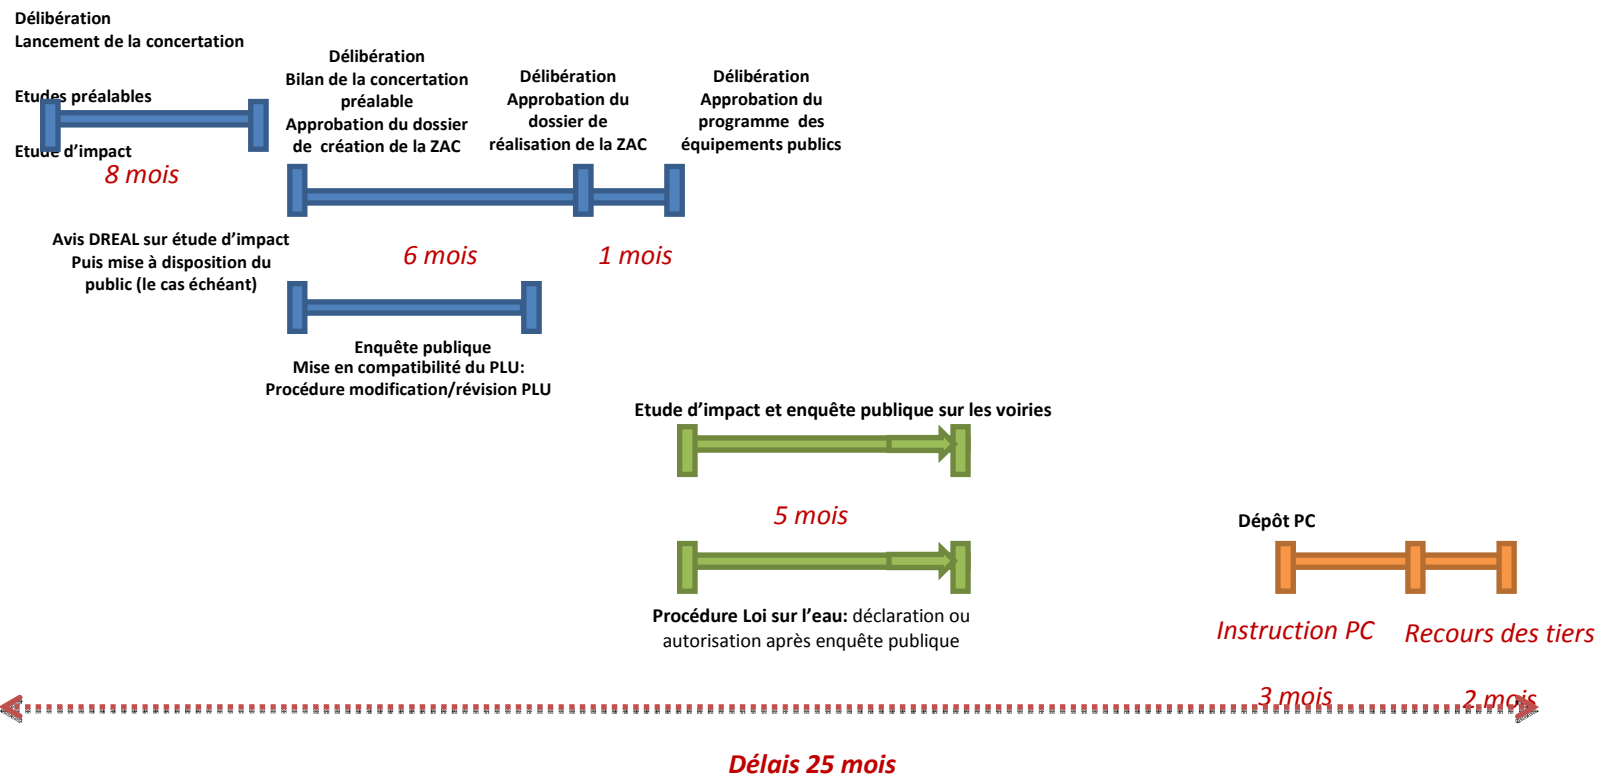 Délibération
Lancement de la concertation
Etudes préalables
Etude d’impact
8 mois
Délibération
Bilan de la concertation
préalable
Approbation du dossier
de création de la ZAC
Délibération
Approbation du
dossier de
réalisation de la ZAC
Délibération
Approbation du
programme des
équipements publics
Avis DREAL sur étude d’impact
Puis mise à disposition du
public (le cas échéant)
6 mois
1 mois
Enquête publique
Mise en compatibilité du PLU:
Procédure modification/révision PLU
Etude d’impact et enquête publique sur les voiries
5 mois
Procédure Loi sur l’eau: déclaration ou
autorisation après enquête publique
Dépôt PC
Instruction PC
Recours des tiers
3 mois
2 mois
Délais 25 mois